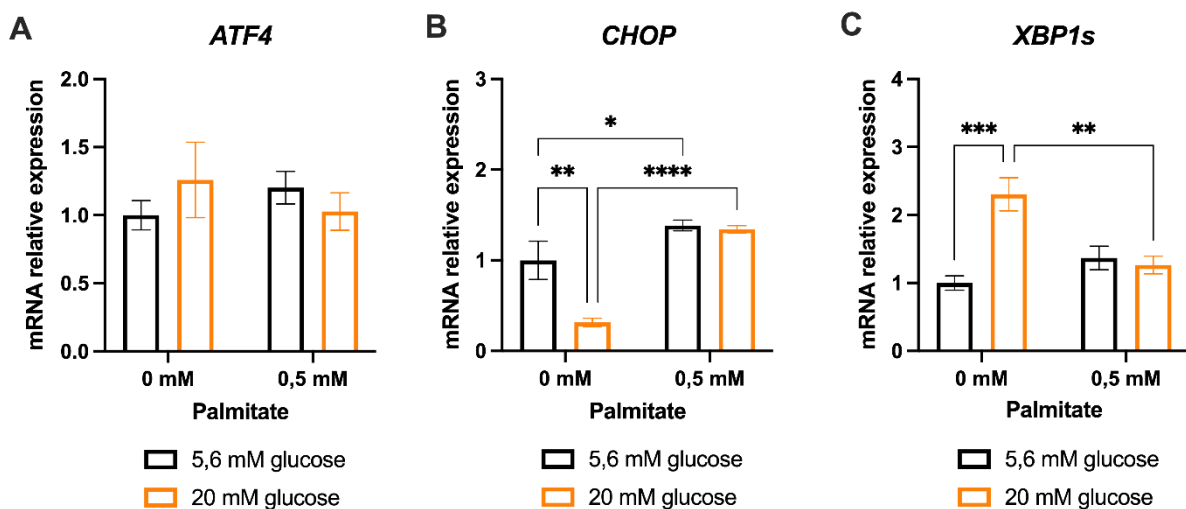 A
ATF4
mRNA relative expression
2.0
1.5
1.0
0.5
0.0
0 mM
0,5 mM
Palmitate
5,6 mM glucose
20 mM glucose
B
CHOP
mRNA relative expression
3
2
1
0
*
**
****
0 mM
0,5 mM
Palmitate
5,6 mM glucose
20 mM glucose
C
XBP1s
mRNA relative expression
4
3
2
1
0
***
**
0 mM
0,5 mM
Palmitate
5,6 mM glucose
20 mM glucose